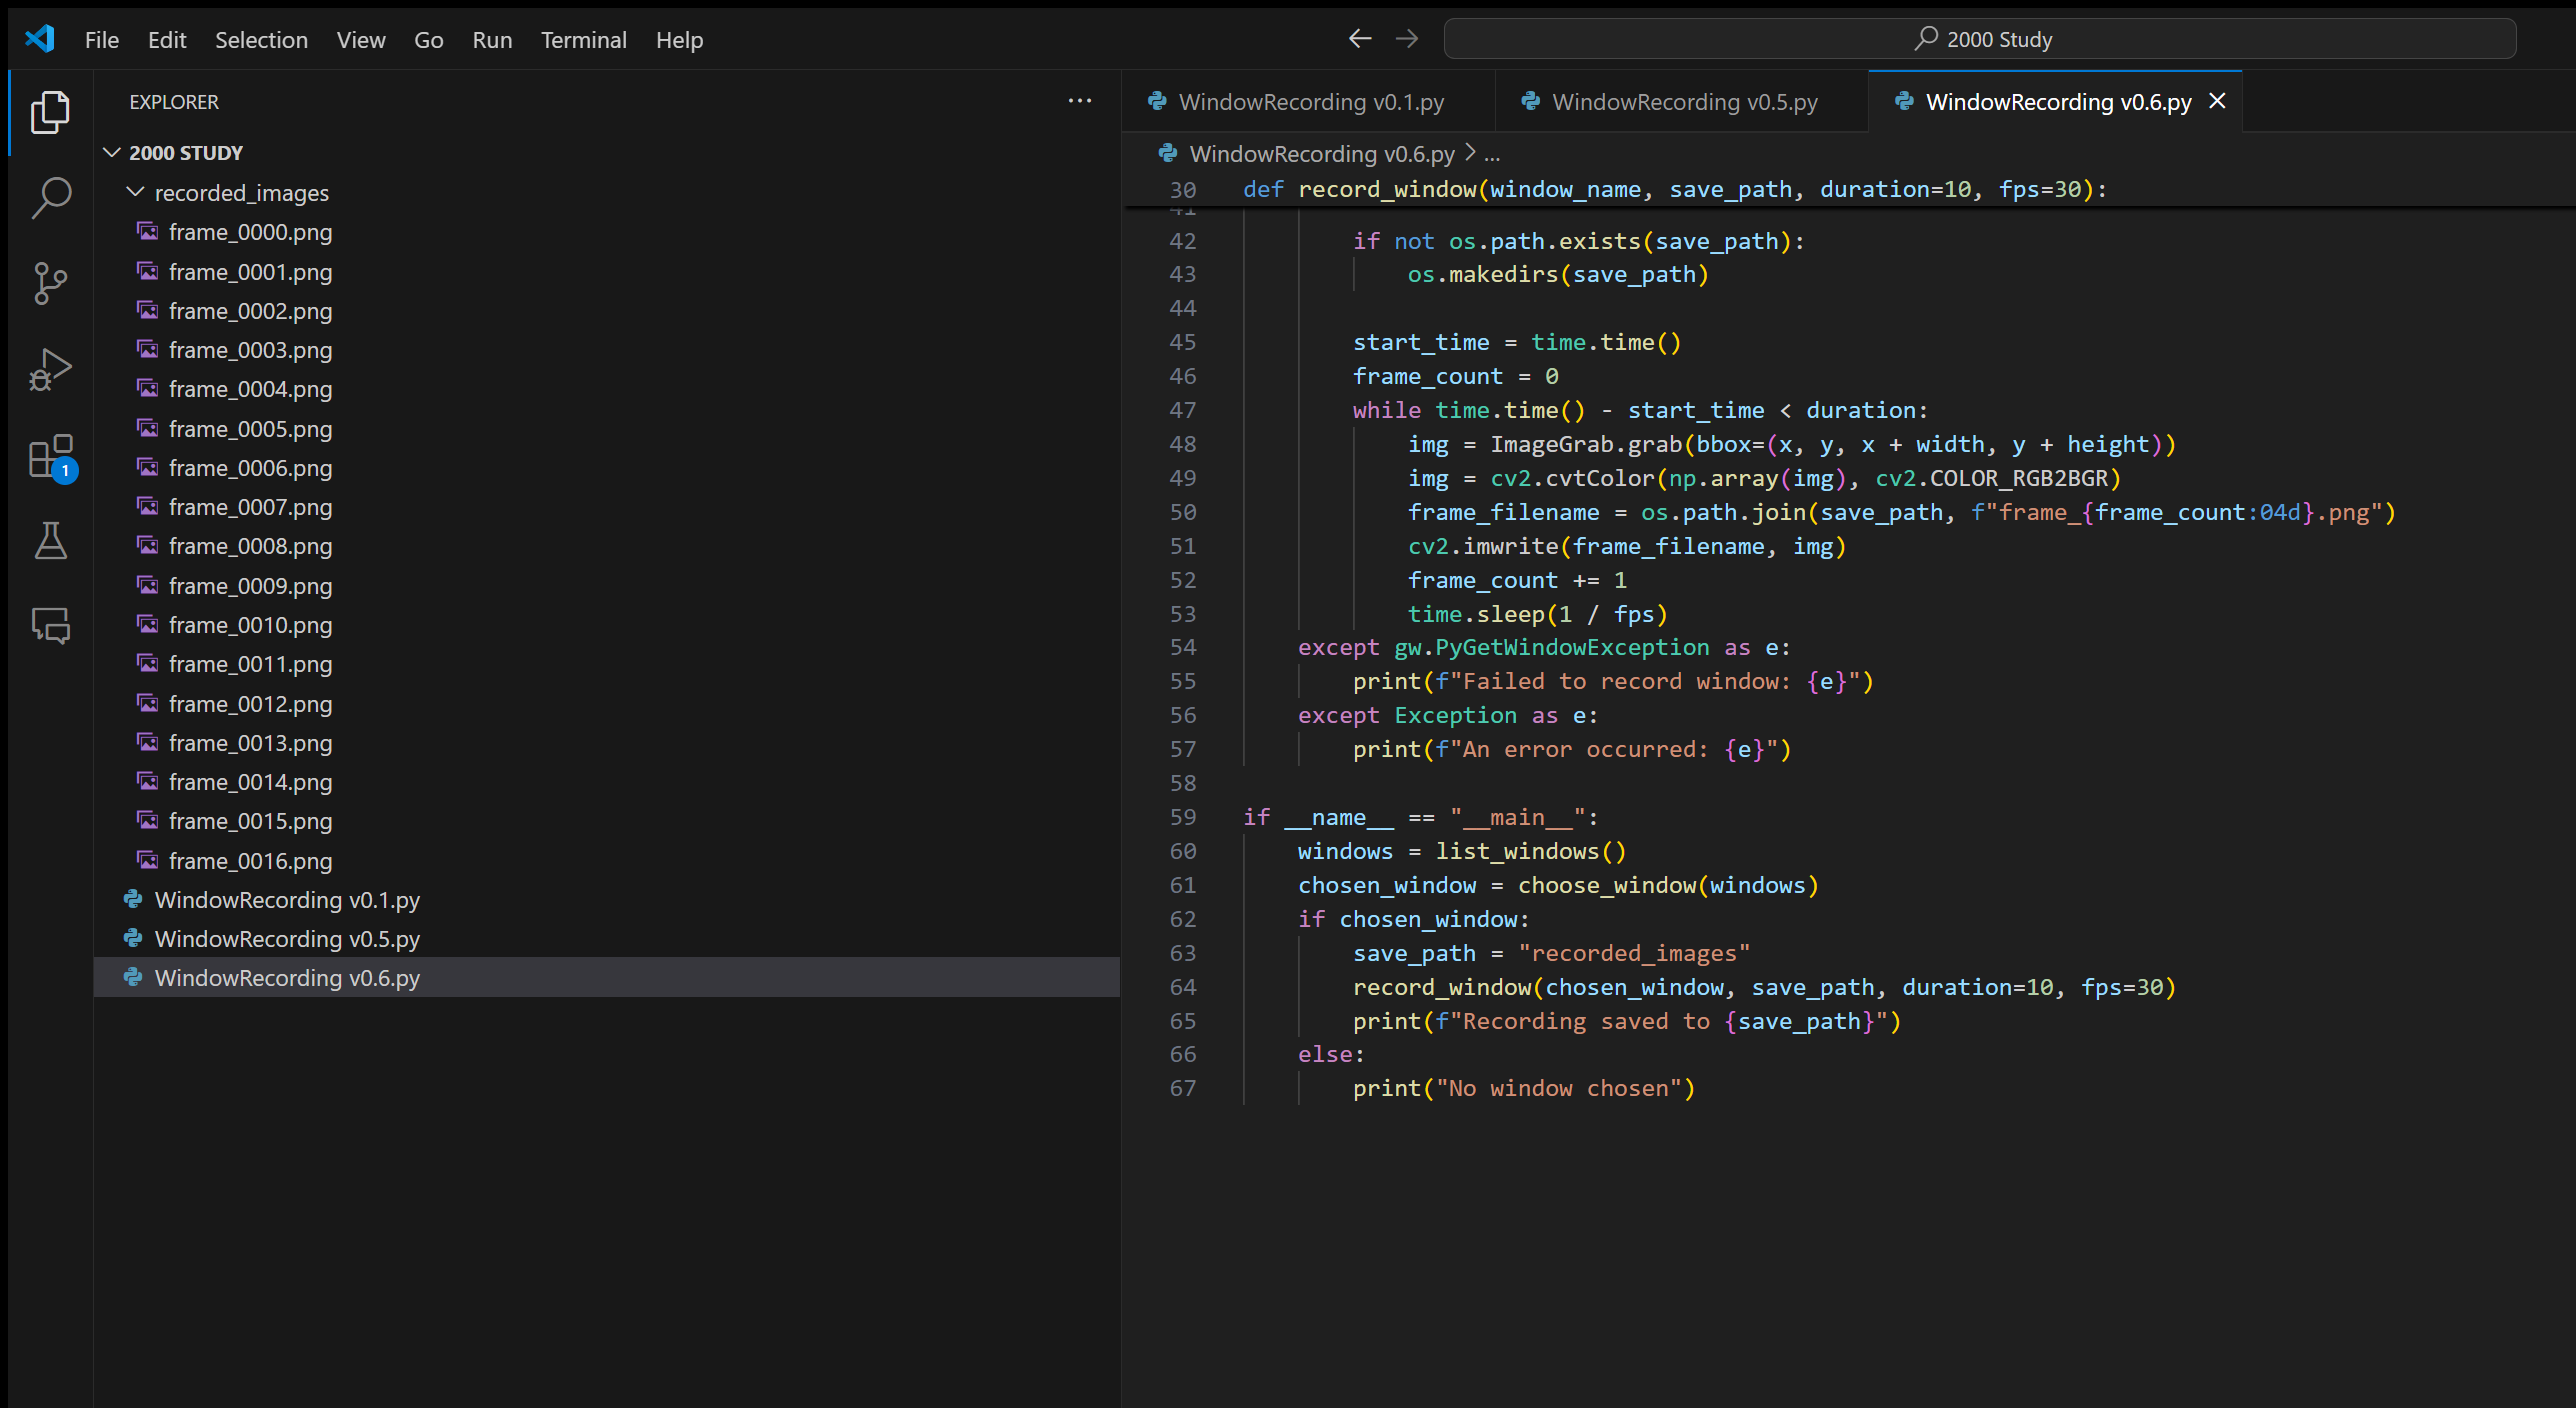 File Edit Selection View Go Run Terminal Help
2000 Study
EXPLORER
2000 STUDY
recorded_images
frame_0000.png
frame_0001.png
frame_0002.png
frame_0003.png
frame_0004.png
frame_0005.png
frame_0006.png
frame_0007.png
frame_0008.png
frame_0009.png
frame_0010.png
frame_0011.png
frame_0012.png
frame_0013.png
frame_0014.png
frame_0015.png
frame_0016.png
WindowRecording v0.1.py
WindowRecording v0.5.py
WindowRecording v0.6.py
1
WindowRecording v0.1.py WindowRecording v0.5.py WindowRecording v0.6.py
WindowRecording v0.6.py > ...
30 def record_window(window_name, save_path, duration=10, fps=30):
41
42 if not os.path.exists(save_path):
43 os.makedirs(save_path)
44
45 start_time = time.time()
46 frame_count = 0
47 while time.time() - start_time < duration:
48 img = ImageGrab.grab(bbox=(x, y, x + width, y + height))
49 img = cv2.cvtColor(np.array(img), cv2.COLOR_RGB2BGR)
50 frame_filename = os.path.join(save_path, f"frame_{frame_count:04d}.png")
51 cv2.imwrite(frame_filename, img)
52 frame_count += 1
53 time.sleep(1 / fps)
54 except gw.PyGetWindowException as e:
55 print(f"Failed to record window: {e}")
56 except Exception as e:
57 print(f"An error occurred: {e}")
58
59 if __name__ == "__main__":
60 windows = list_windows()
61 chosen_window = choose_window(windows)
62 if chosen_window:
63 save_path = "recorded_images"
64 record_window(chosen_window, save_path, duration=10, fps=30)
65 print(f"Recording saved to {save_path}")
66 else:
67 print("No window chosen")